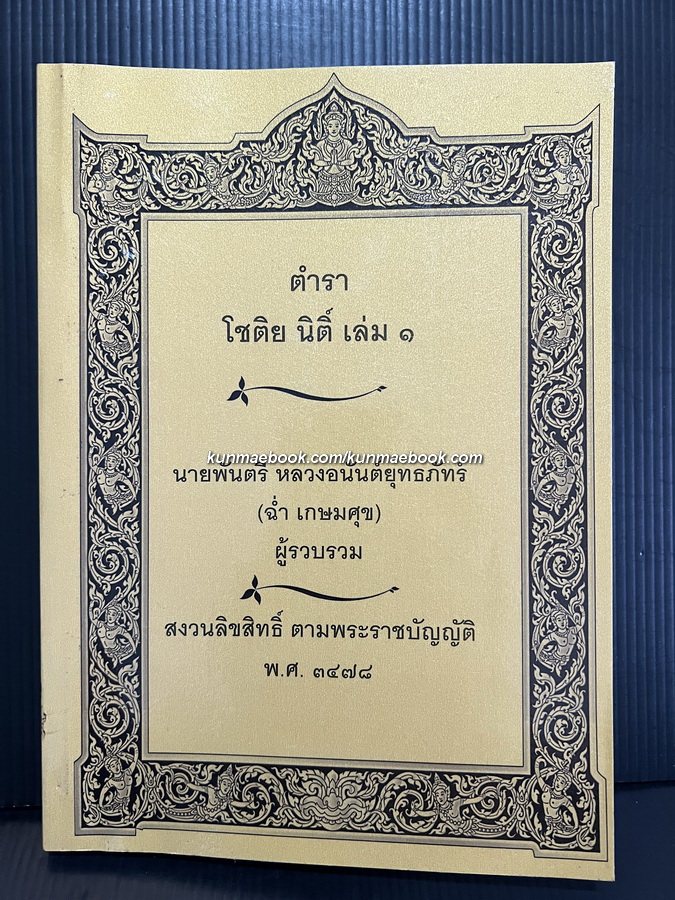 ตำรา
โชติย นิติ์ เล่ม ๑
kunmaebook.com/kunmaebook.com
นายพันตรี หลวงอนันต์ยุทธภัทร์
(ฉ่ำ เกษมศุข)
ผู้รวบรวม
สงวนลิขสิทธิ์ ตามพระราชบัญญัติ
พ.ศ. ๓๔๗๘